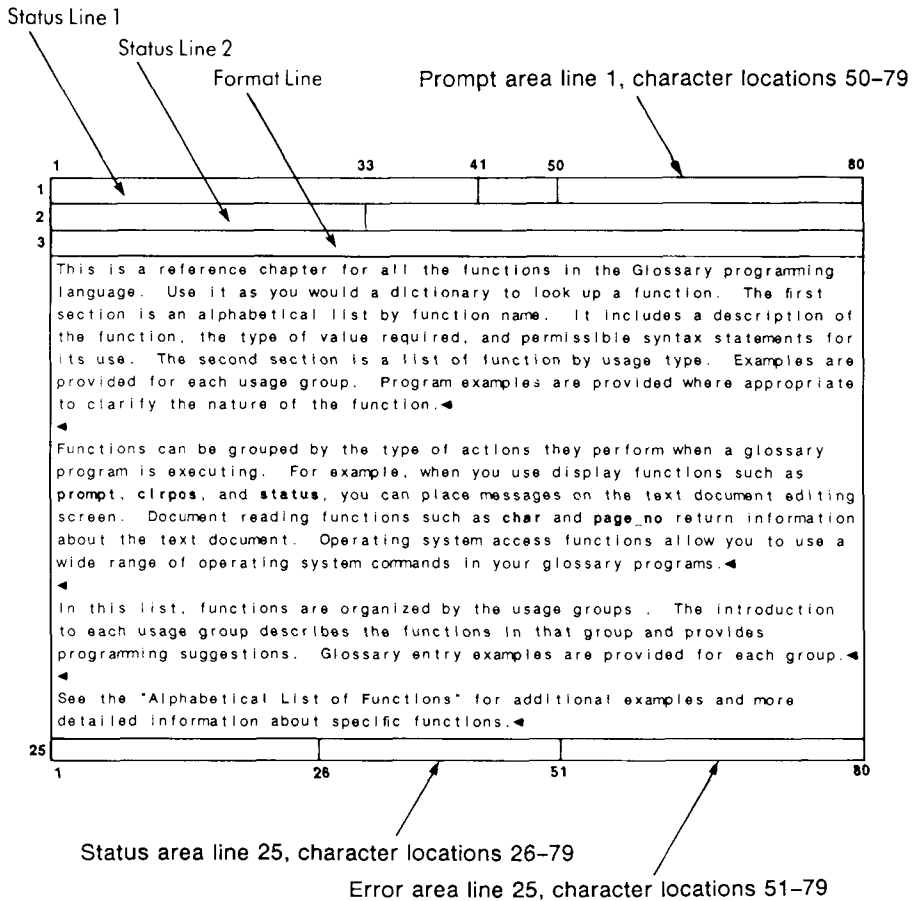 Status Line 1
Status Line 2
Format Line
Prompt area line 1, character locations 50–79
1 33 41 50 80
1
2
3
This is a reference chapter for all the functions in the Glossary programming
language. Use it as you would a dictionary to look up a function. The first
section is an alphabetical list by function name. It includes a description of
the function, the type of value required, and permissible syntax statements for
its use. The second section is a list of function by usage type. Examples are
provided for each usage group. Program examples are provided where appropriate
to clarify the nature of the function.◄
◄
Functions can be grouped by the type of actions they perform when a glossary
program is executing. For example, when you use display functions such as
prompt, clrpos, and status, you can place messages on the text document editing
screen. Document reading functions such as char and page_no return information
about the text document. Operating system access functions allow you to use a
wide range of operating system commands in your glossary programs.◄
◄
In this list, functions are organized by the usage groups . The introduction
to each usage group describes the functions in that group and provides
programming suggestions. Glossary entry examples are provided for each group.◄
◄
See the "Alphabetical List of Functions" for additional examples and more
detailed information about specific functions.◄
25
1 26 51 80
Status area line 25, character locations 26–79
Error area line 25, character locations 51–79